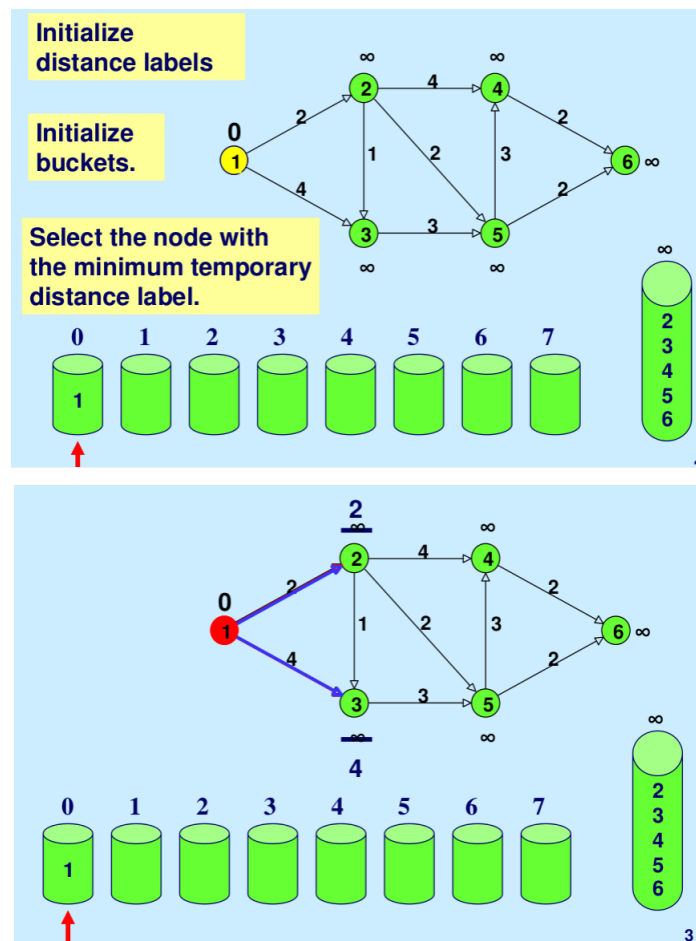 Initialize
distance labels
Initialize
buckets.
Select the node with
the minimum temporary
distance label.
∞ ∞
2 4 4
0 2 2
1 1 2 3 6 ∞
4 2
3 3 5
∞ ∞
∞
0 1 2 3 4 5 6 7
1
2
3
4
5
6
2
∞ ∞
2 4 4
0 2 2
1 1 2 3 6 ∞
4 2
3 3 5
∞ ∞
4
∞
0 1 2 3 4 5 6 7
1
2
3
4
5
6
3